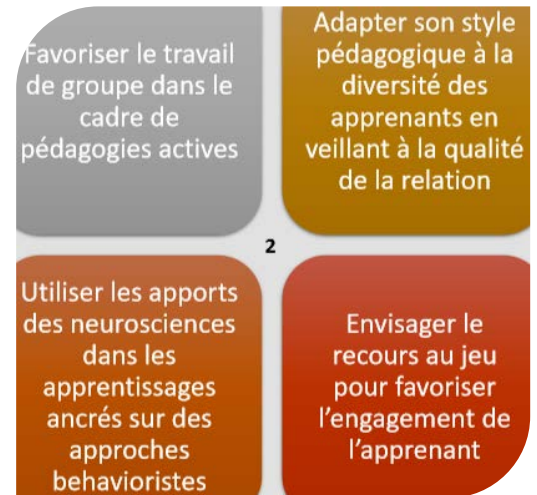 Favoriser le travail
de groupe dans le
cadre de
pédagogies actives
Adapter son style
pédagogique à la
diversité des
apprenants en
veillant à la qualité
de la relation
2
Utiliser les apports
des neurosciences
dans les
apprentissages
ancrés sur des
approches
behavioristes
Envisager le
recours au jeu
pour favoriser
l'engagement de
l'apprenant